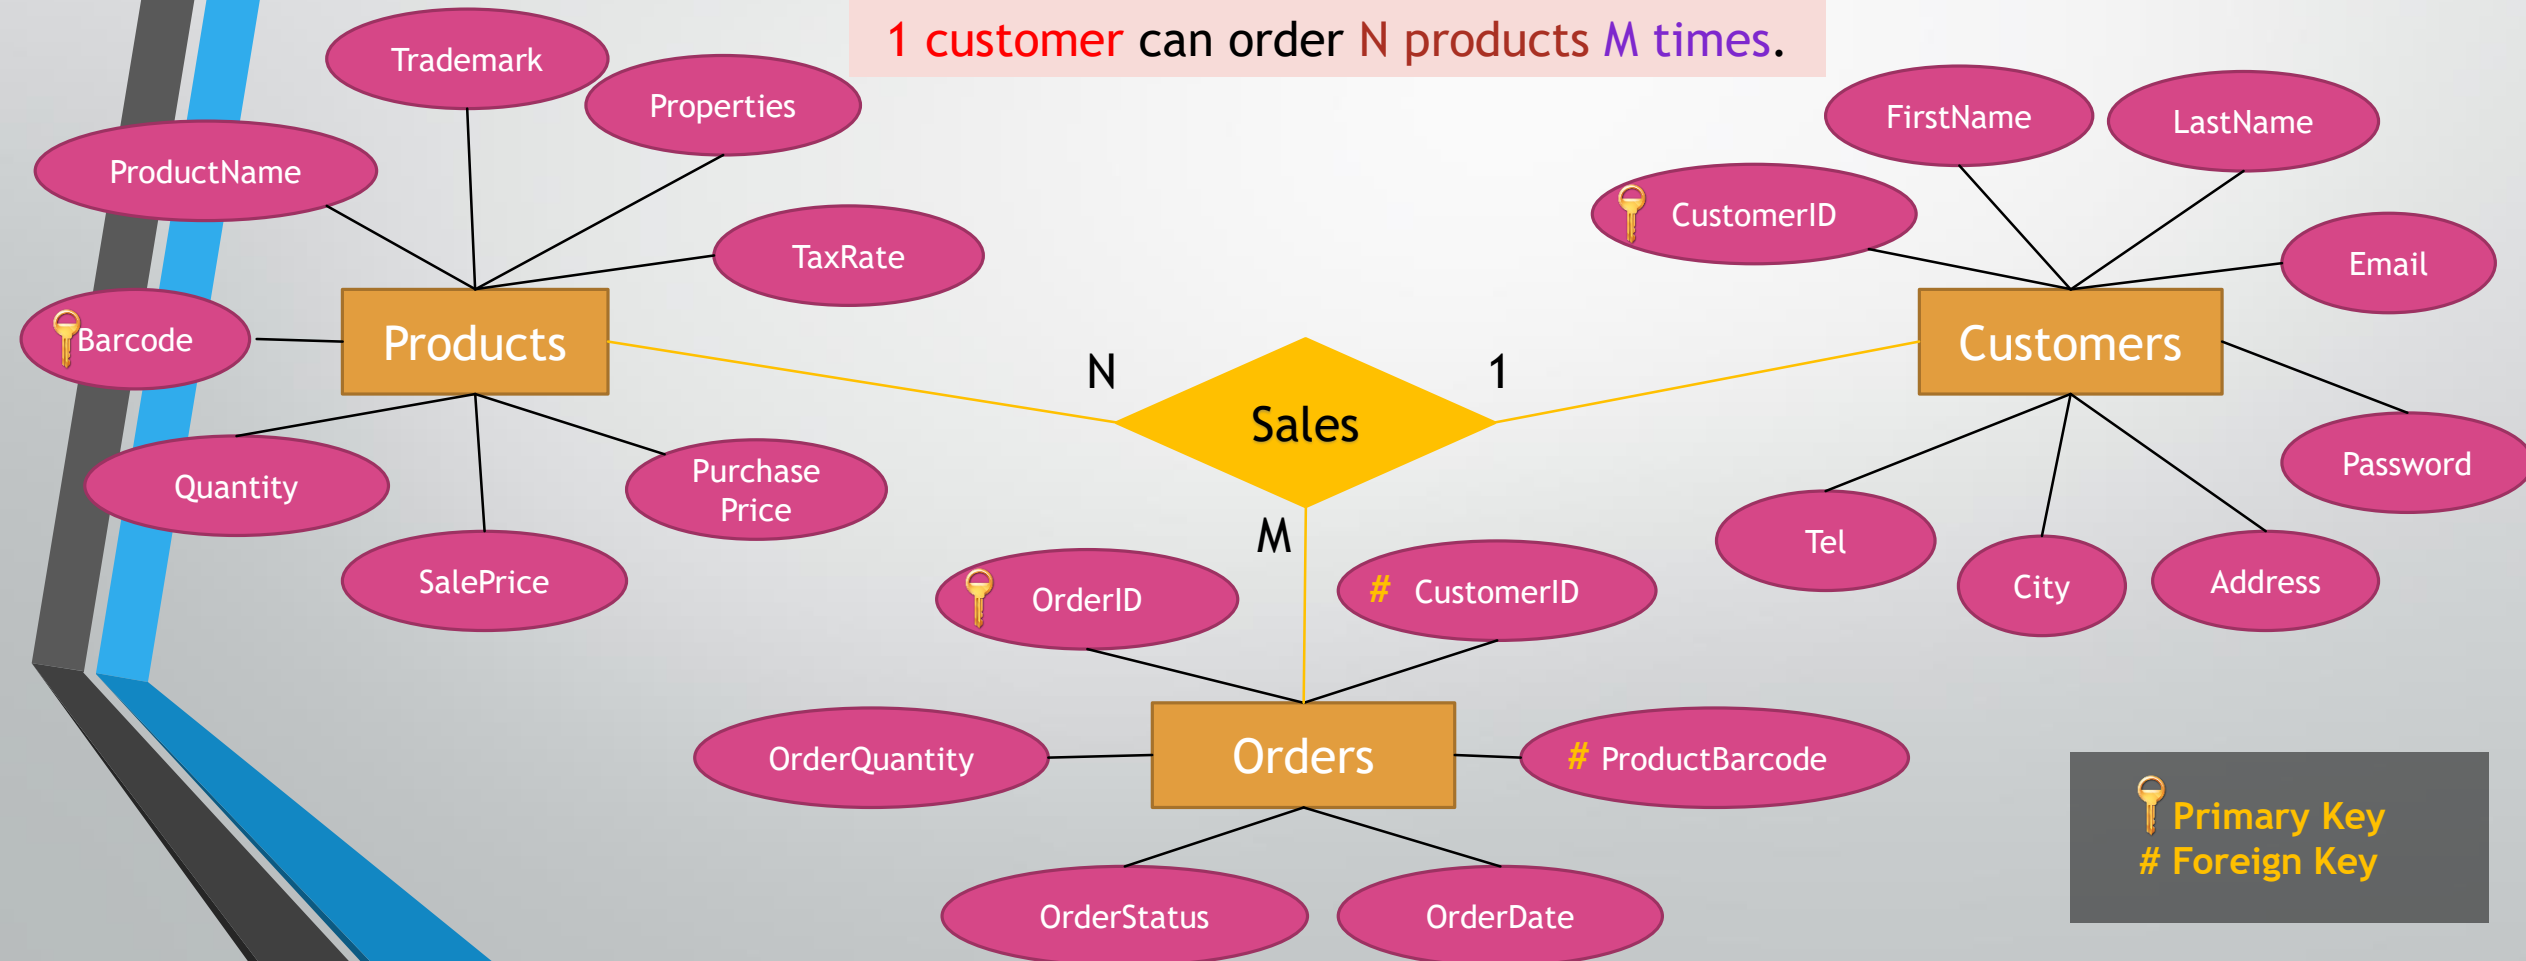 1 customer can order N products M times.
Trademark
Properties
ProductName
TaxRate
Barcode
Products
Quantity
Purchase
Price
SalePrice
FirstName
LastName
CustomerID
Email
Customers
Password
Tel
City
Address
N
1
Sales
M
OrderID
# CustomerID
OrderQuantity
Orders
# ProductBarcode
OrderStatus
OrderDate
Primary Key
# Foreign Key